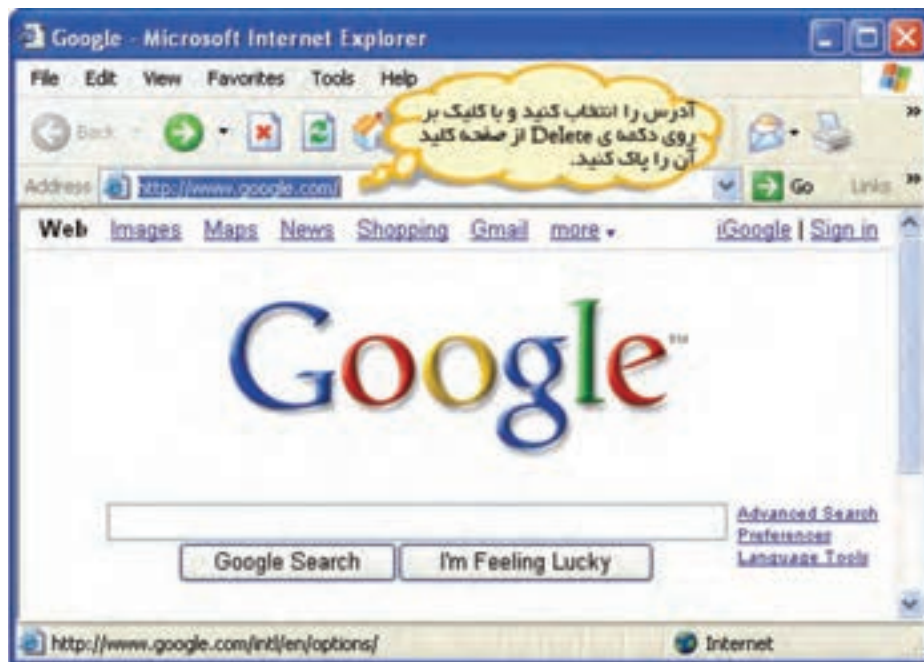 Google - Microsoft Internet Explorer
File Edit View Favorites Tools Help
آدرس را انتخاب کنید و با کلیک بر
روی دکمه ی Delete از صفحه کلید
آن را پاک کنید.
Back
Address http://www.google.com/ Go Links
Web Images Maps News Shopping Gmail more iGoogle | Sign in
Google™
Advanced Search
Preferences
Language Tools
Google Search I'm Feeling Lucky
http://www.google.com/intl/en/options/ Internet